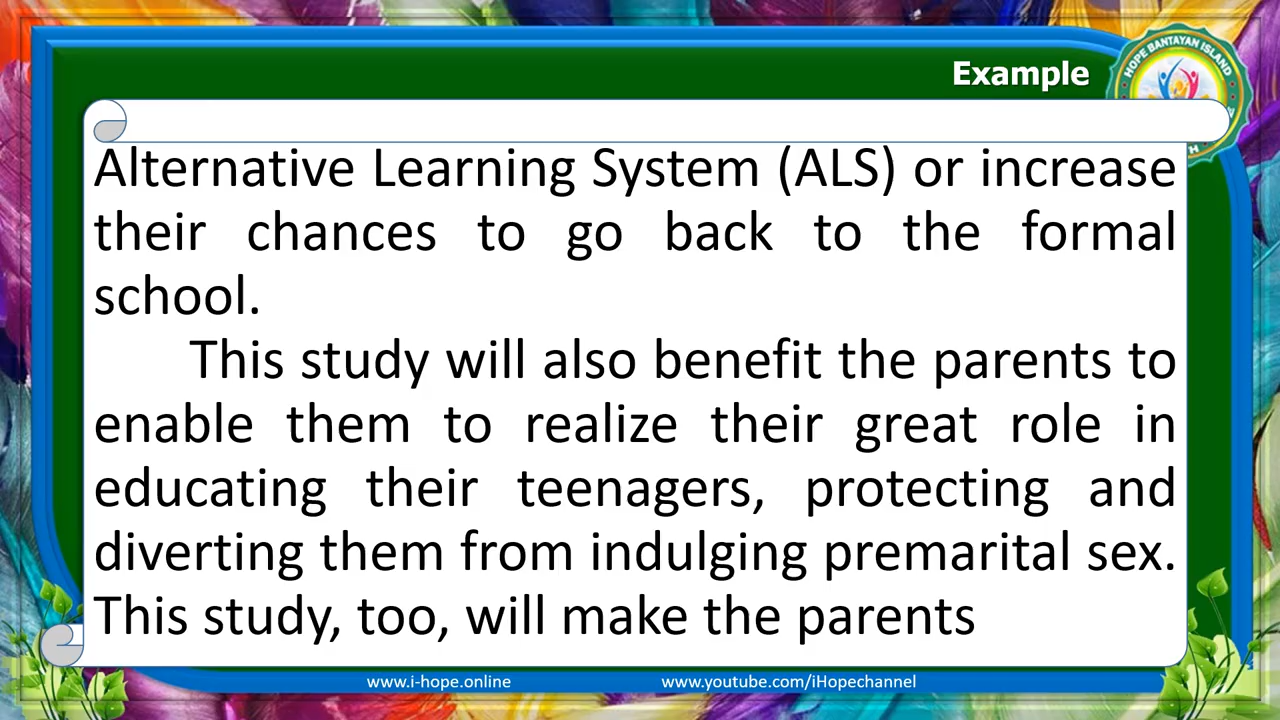 Example
HOPE BANTAYAN ISLAND
Alternative Learning System (ALS) or increase
their chances to go back to the formal
school.
This study will also benefit the parents to
enable them to realize their great role in
educating their teenagers, protecting and
diverting them from indulging premarital sex.
This study, too, will make the parents
www.i-hope.online
www.youtube.com/iHopechannel